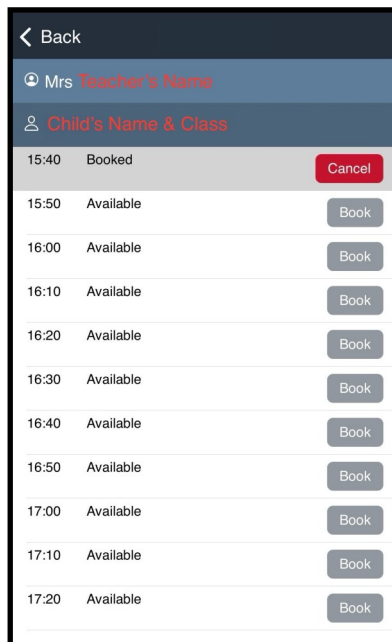 Back
Mrs Teacher's Name
Child's Name & Class
15:40 Booked Cancel
15:50 Available Book
16:00 Available Book
16:10 Available Book
16:20 Available Book
16:30 Available Book
16:40 Available Book
16:50 Available Book
17:00 Available Book
17:10 Available Book
17:20 Available Book